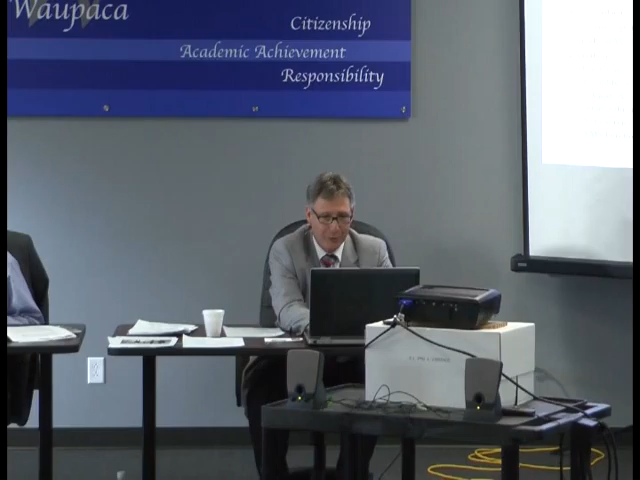 Waupaca
Citizenship
Academic Achievement
Responsibility